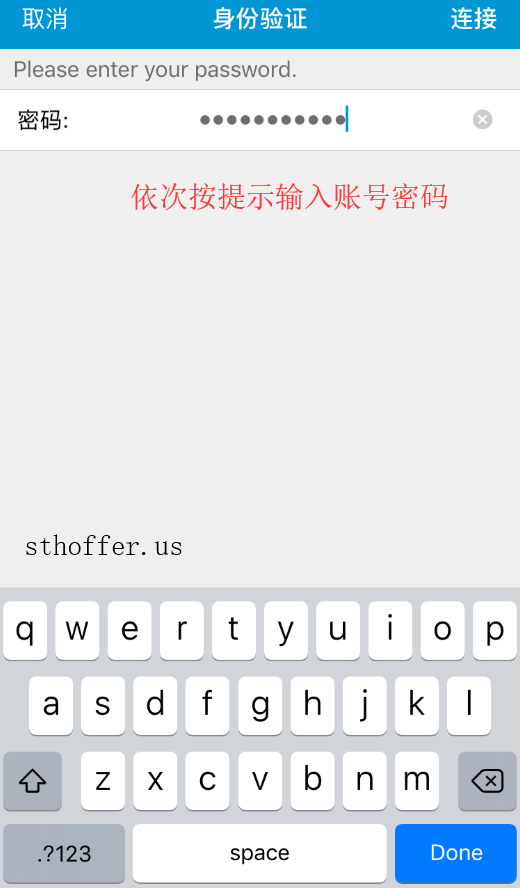 取消 身份验证 连接
Please enter your password.
密码: •••••••••••
依次按提示输入账号密码
sthoffer.us
q w e r t y u i o p
a s d f g h j k l
z x c v b n m
.?123 space Done